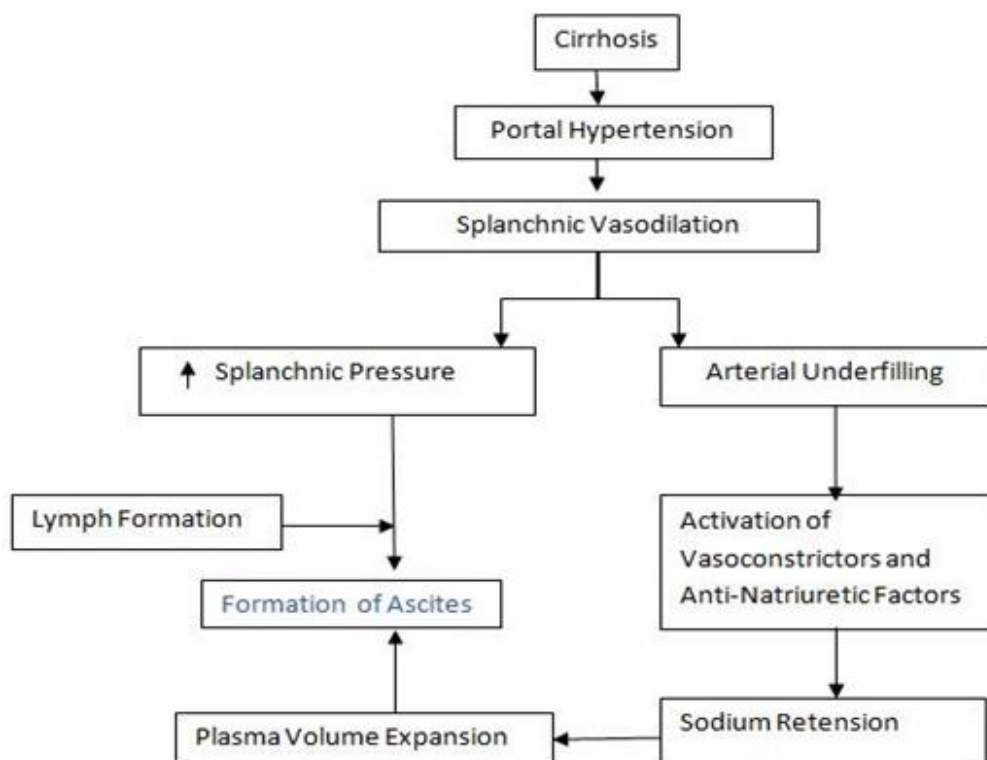 Cirrhosis
Portal Hypertension
Splanchnic Vasodilation
↑ Splanchnic Pressure
Arterial Underfilling
Lymph Formation
Activation of
Vasoconstrictors and
Anti-Natriuretic Factors
Formation of Ascites
Sodium Retension
Plasma Volume Expansion